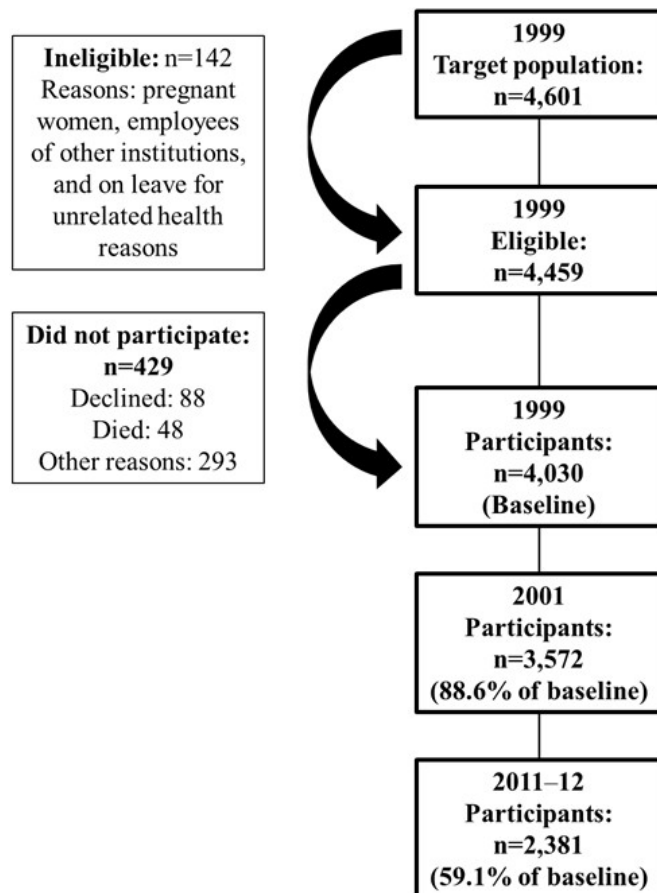 Ineligible: n=142
Reasons: pregnant
women, employees
of other institutions,
and on leave for
unrelated health
reasons
1999
Target population:
n=4,601
1999
Eligible:
n=4,459
Did not participate:
n=429
Declined: 88
Died: 48
Other reasons: 293
1999
Participants:
n=4,030
(Baseline)
2001
Participants:
n=3,572
(88.6% of baseline)
2011–12
Participants:
n=2,381
(59.1% of baseline)